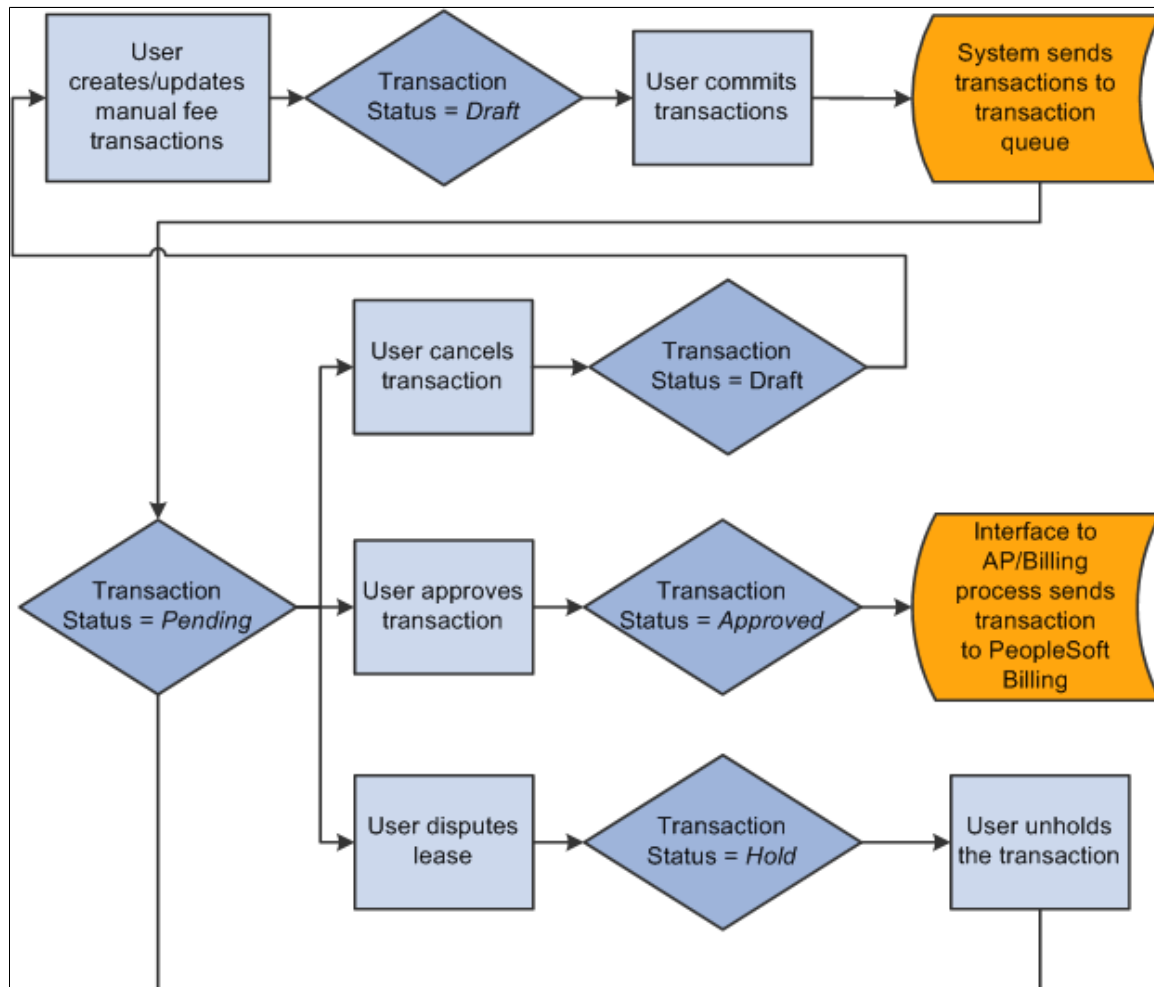 User
creates/updates
manual fee
transactions
Transaction
Status = Draft
User commits
transactions
System sends
transactions to
transaction
queue
User cancels
transaction
Transaction
Status = Draft
Transaction
Status = Pending
User approves
transaction
Transaction
Status = Approved
Interface to
AP/Billing
process sends
transaction
to PeopleSoft
Billing
User disputes
lease
Transaction
Status = Hold
User unholds
the transaction